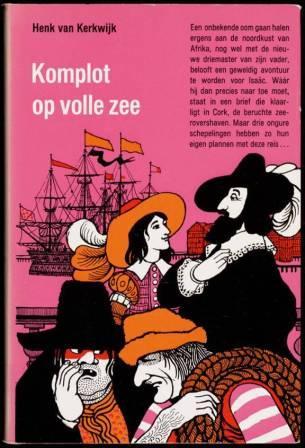 Henk van Kerkwijk
Komplot
op volle zee
Een onbekende oom gaan halen
ergens aan de noordkust van
Afrika, nog wel met de nieu-
we driemaster van zijn vader,
belooft een geweldig avontuur
te worden voor Isaäc. Wáár
hij dan precies naar toe moet,
staat in een brief die klaar-
ligt in Cork, de beruchte zee-
rovershaven. Maar drie ongure
schepelingen hebben zo hun
eigen plannen met deze reis ...